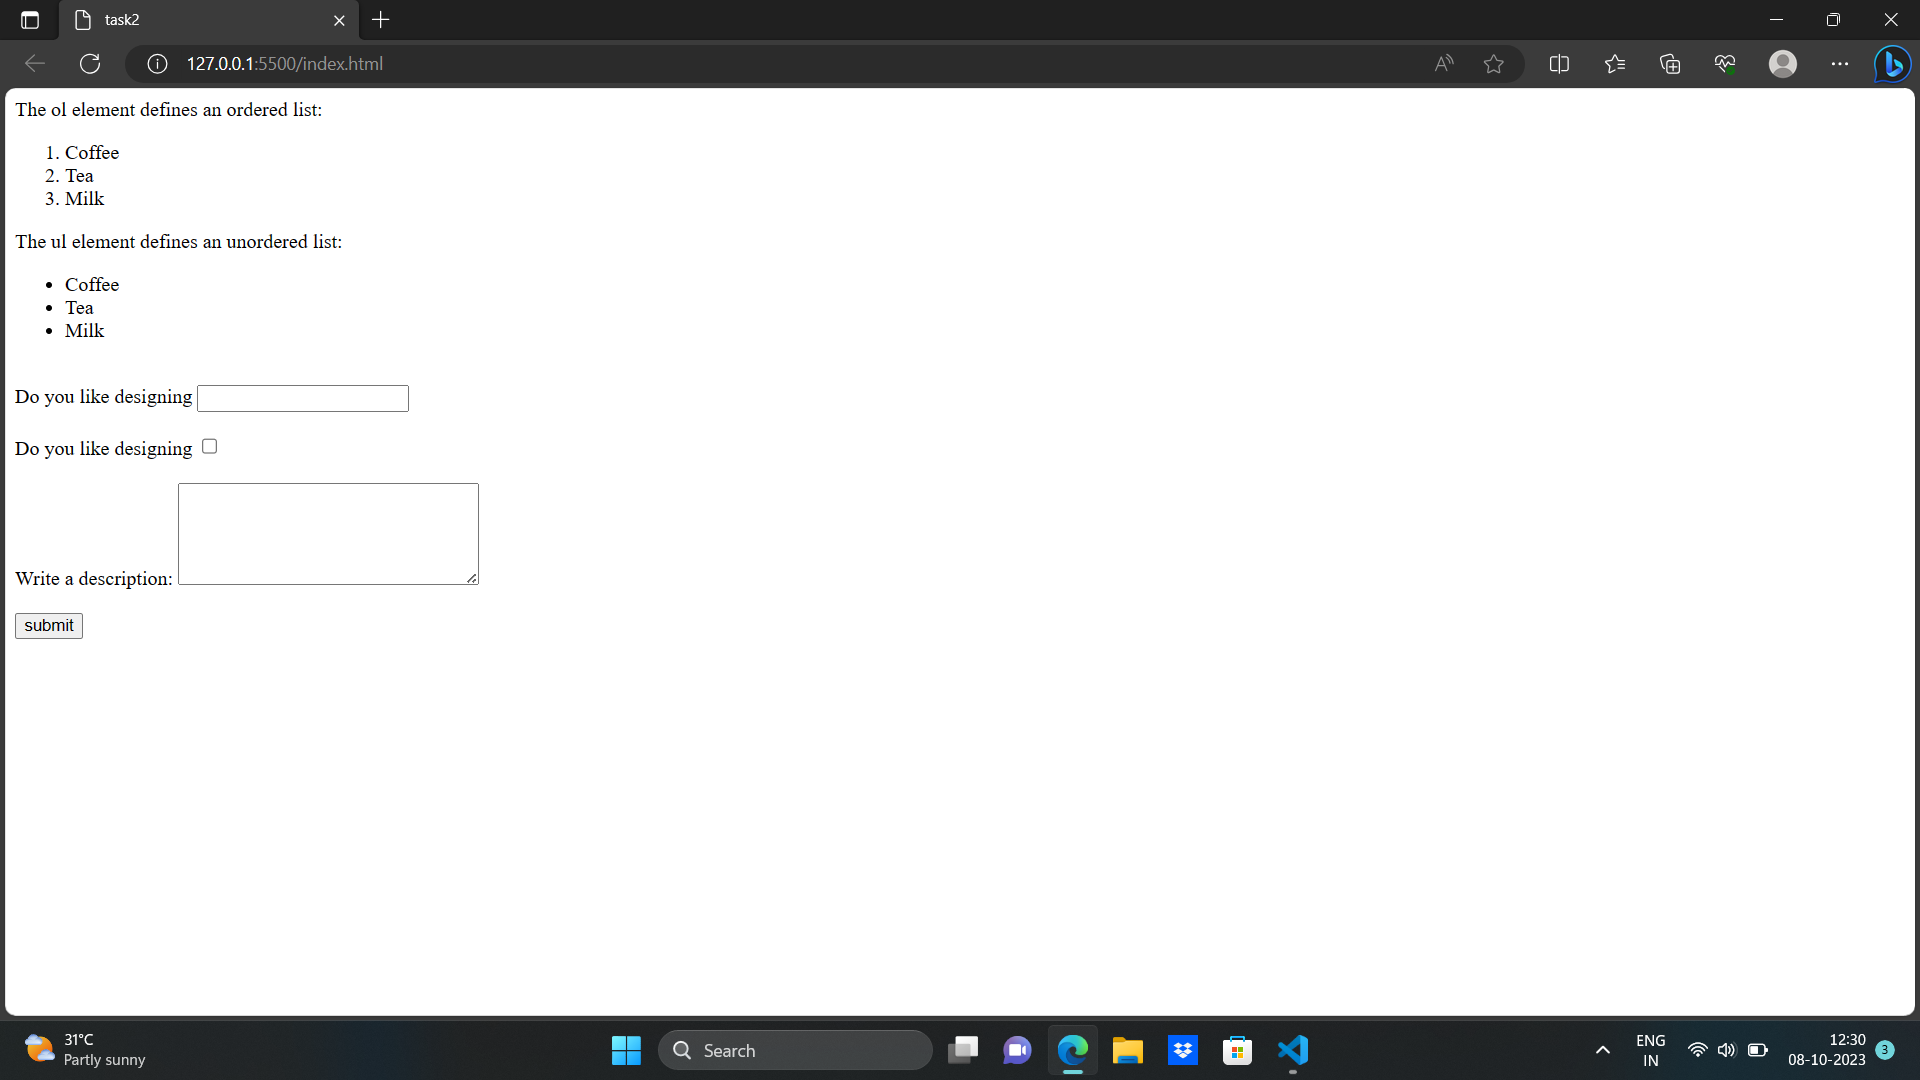 task2
127.0.0.1:5500/index.html
The ol element defines an ordered list:
1. Coffee
2. Tea
3. Milk
The ul element defines an unordered list:
• Coffee
• Tea
• Milk
Do you like designing
Do you like designing
Write a description:
submit
31°C
Partly sunny
Search
ENG
IN
12:30
08-10-2023
3